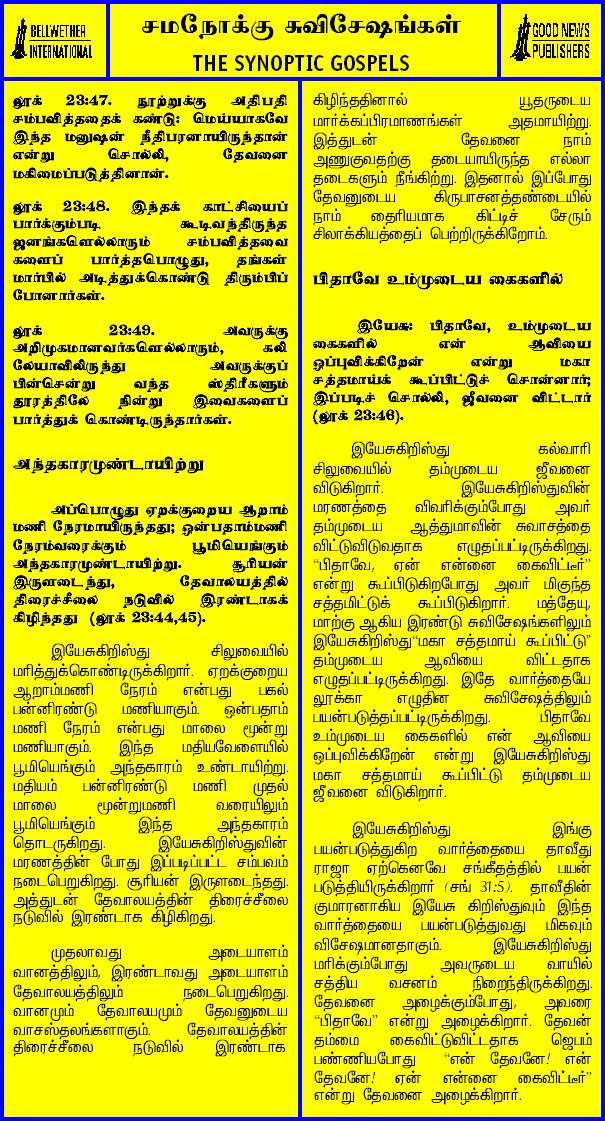 BELLWETHER
INTERNATIONAL
சமநோக்கு சுவிசேஷங்கள்
THE SYNOPTIC GOSPELS
GOOD NEWS
PUBLISHERS
லூக் 23:47. நூற்றுக்கு அதிபதி
சம்பவித்ததைக் கண்டு: மெய்யாகவே
இந்த மனுஷன் நீதிபரனாயிருந்தான்
என்று சொல்லி, தேவனை
மகிமைப்படுத்தினான்.
லூக் 23:48. இந்தக் காட்சியைப்
பார்க்கும்படி கூடிவந்திருந்த
ஜனங்களெல்லாரும் சம்பவித்தவை
களைப் பார்த்தபொழுது, தங்கள்
மார்பில் அடித்துக்கொண்டு திரும்பிப்
போனார்கள்.
லூக் 23:49. அவருக்கு
அறிமுகமானவர்களெல்லாரும், கலி
லேயாவிலிருந்து அவருக்குப்
பின்சென்று வந்த ஸ்திரீகளும்
தூரத்திலே நின்று இவைகளைப்
பார்த்துக் கொண்டிருந்தார்கள்.
அந்தகாரமுண்டாயிற்று
அப்பொழுது ஏறக்குறைய ஆறாம்
மணி நேரமாயிருந்தது; ஒன்பதாம்மணி
நேரம்வரைக்கும் பூமியெங்கும்
அந்தகாரமுண்டாயிற்று. சூரியன்
இருளடைந்து, தேவாலயத்தில்
திரைச்சீலை நடுவில் இரண்டாகக்
கிழிந்தது (லூக் 23:44,45).
இயேசுகிறிஸ்து சிலுவையில்
மரித்துக்கொண்டிருக்கிறார். ஏறக்குறைய
ஆறாம்மணி நேரம் என்பது பகல்
பன்னிரண்டு மணியாகும். ஒன்பதாம்
மணி நேரம் என்பது மாலை மூன்று
மணியாகும். இந்த மதியவேளையில்
பூமியெங்கும் அந்தகாரம் உண்டாயிற்று.
மதியம் பன்னிரண்டு மணி முதல்
மாலை மூன்றுமணி வரையிலும்
பூமியெங்கும் இந்த அந்தகாரம்
தொடருகிறது. இயேசுகிறிஸ்துவின்
மரணத்தின் போது இப்படிப்பட்ட சம்பவம்
நடைபெறுகிறது. சூரியன் இருளடைந்தது.
அத்துடன் தேவாலயத்தின் திரைச்சீலை
நடுவில் இரண்டாக கிழிகிறது.
முதலாவது அடையாளம்
வானத்திலும், இரண்டாவது அடையாளம்
தேவாலயத்திலும் நடைபெறுகிறது.
வானமும் தேவாலயமும் தேவனுடைய
வாசஸ்தலங்களாகும். தேவாலயத்தின்
திரைச்சீலை நடுவில் இரண்டாக
கிழிந்ததினால் யூதருடைய
மார்க்கப்பிரமாணங்கள் அதமாயிற்று.
இத்துடன் தேவனை நாம்
அணுகுவதற்கு தடையாயிருந்த எல்லா
தடைகளும் நீங்கிற்று. இதனால் இப்போது
தேவனுடைய கிருபாசனத்தண்டையில்
நாம் தைரியமாக கிட்டிச் சேரும்
சிலாக்கியத்தைப் பெற்றிருக்கிறோம்.
பிதாவே உம்முடைய கைகளில்
இயேசு: பிதாவே, உம்முடைய
கைகளில் என் ஆவியை
ஒப்புவிக்கிறேன் என்று மகா
சத்தமாய்க் கூப்பிட்டுச் சொன்னார்;
இப்படிச் சொல்லி, ஜீவனை விட்டார்
(லூக் 23:46).
இயேசுகிறிஸ்து கல்வாரி
சிலுவையில் தம்முடைய ஜீவனை
விடுகிறார். இயேசுகிறிஸ்துவின்
மரணத்தை விவரிக்கும்போது அவர்
தம்முடைய ஆத்துமாவின் சுவாசத்தை
விட்டுவிடுவதாக எழுதப்பட்டிருக்கிறது.
“பிதாவே, ஏன் என்னை கைவிட்டீர்”
என்று கூப்பிடுகிறபோது அவர் மிகுந்த
சத்தமிட்டுக் கூப்பிடுகிறார். மத்தேயு,
மாற்கு ஆகிய இரண்டு சுவிசேஷங்களிலும்
இயேசுகிறிஸ்து“மகா சத்தமாய் கூப்பிட்டு”
தம்முடைய ஆவியை விட்டதாக
எழுதப்பட்டிருக்கிறது. இதே வார்த்தையே
லூக்கா எழுதின சுவிசேஷத்திலும்
பயன்படுத்தப்பட்டிருக்கிறது. பிதாவே
உம்முடைய கைகளில் என் ஆவியை
ஒப்புவிக்கிறேன் என்று இயேசுகிறிஸ்து
மகா சத்தமாய் கூப்பிட்டு தம்முடைய
ஜீவனை விடுகிறார்.
இயேசுகிறிஸ்து இங்கு
பயன்படுத்துகிற வார்த்தையை தாவீது
ராஜா ஏற்கெனவே சங்கீதத்தில் பயன்
படுத்தியிருக்கிறார் (சங் 31:5). தாவீதின்
குமாரனாகிய இயேசு கிறிஸ்துவும் இந்த
வார்த்தையை பயன்படுத்துவது மிகவும்
விசேஷமானதாகும். இயேசுகிறிஸ்து
மரிக்கும்போது அவருடைய வாயில்
சத்திய வசனம் நிறைந்திருக்கிறது.
தேவனை அழைக்கும்போது, அவரை
“பிதாவே” என்று அழைக்கிறார். தேவன்
தம்மை கைவிட்டுவிட்டதாக ஜெபம்
பண்ணியபோது “என் தேவனே! என்
தேவனே! ஏன் என்னை கைவிட்டீர்”
என்று தேவனை அழைக்கிறார்.